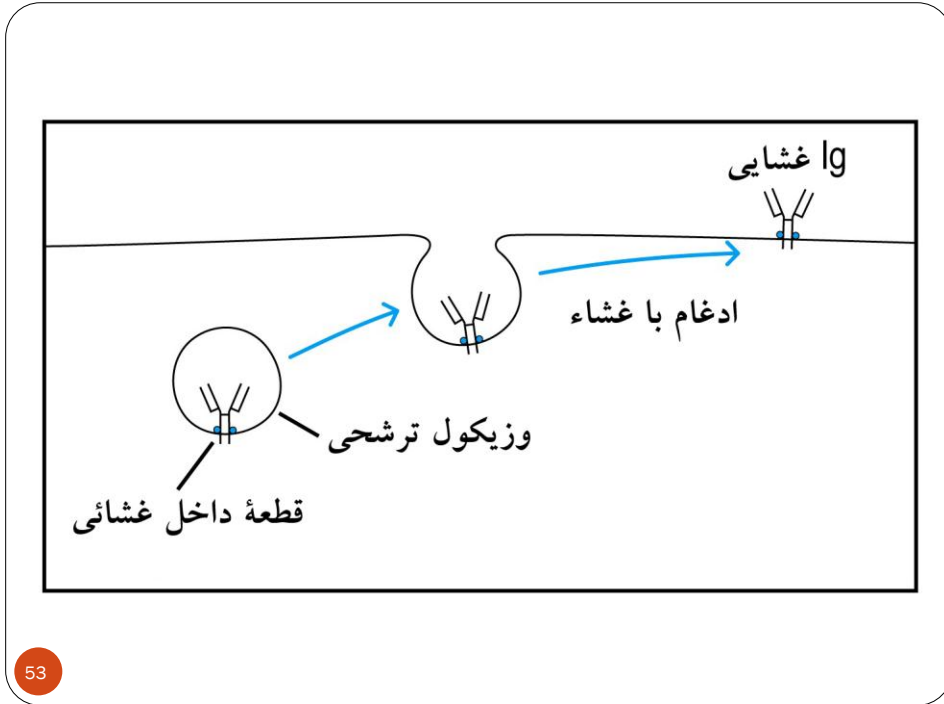 Ig غشایی
ادغام با غشاء
وزیکول ترشحی
قطعهٔ داخل غشائی
53